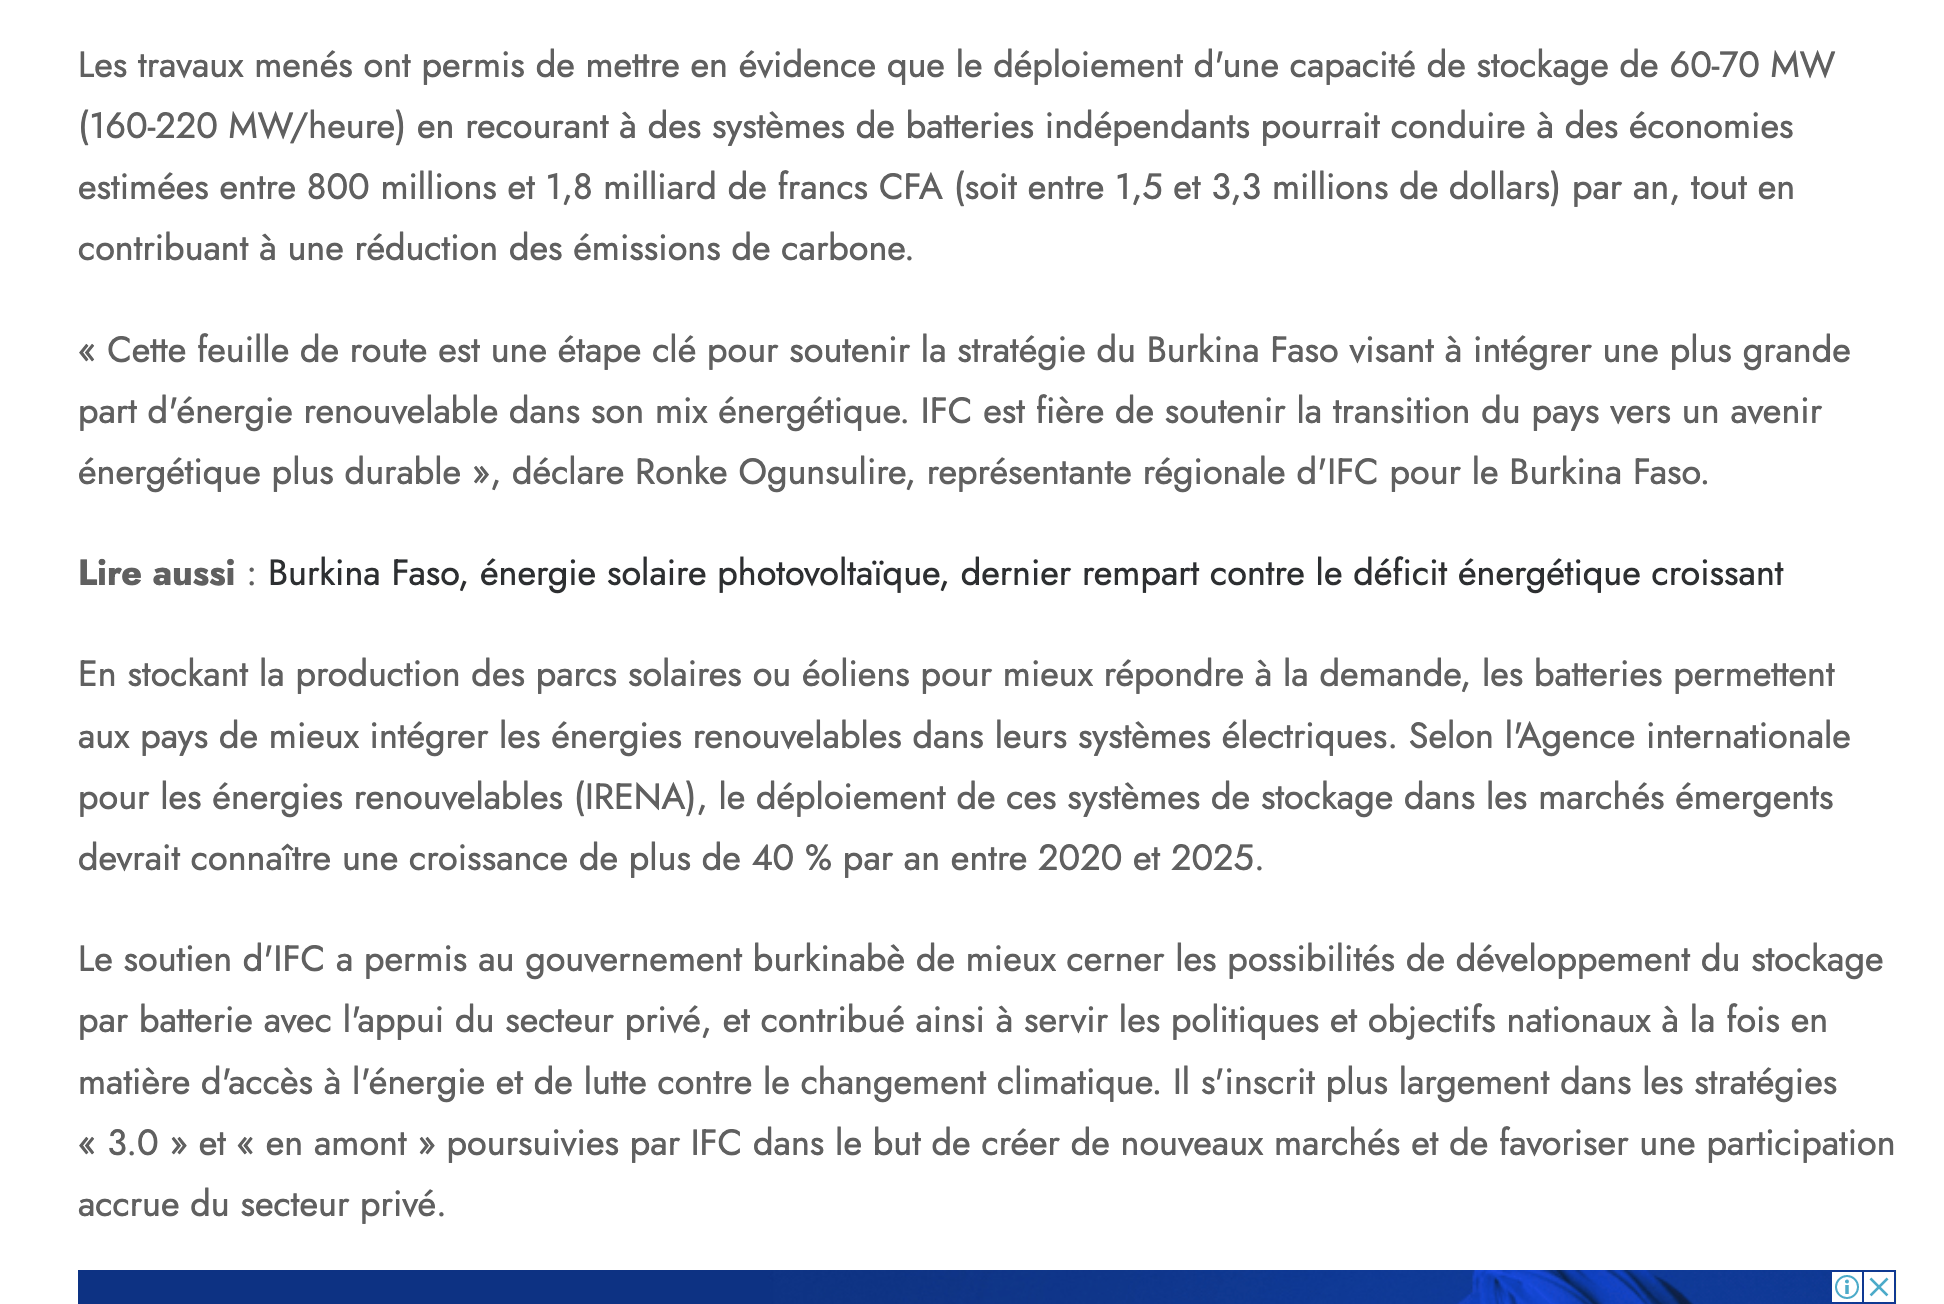 Les travaux menés ont permis de mettre en évidence que le déploiement d'une capacité de stockage de 60-70 MW
(160-220 MW/heure) en recourant à des systèmes de batteries indépendants pourrait conduire à des économies
estimées entre 800 millions et 1,8 milliard de francs CFA (soit entre 1,5 et 3,3 millions de dollars) par an, tout en
contribuant à une réduction des émissions de carbone.
« Cette feuille de route est une étape clé pour soutenir la stratégie du Burkina Faso visant à intégrer une plus grande
part d'énergie renouvelable dans son mix énergétique. IFC est fière de soutenir la transition du pays vers un avenir
énergétique plus durable », déclare Ronke Ogunsulire, représentante régionale d'IFC pour le Burkina Faso.
Lire aussi : Burkina Faso, énergie solaire photovoltaïque, dernier rempart contre le déficit énergétique croissant
En stockant la production des parcs solaires ou éoliens pour mieux répondre à la demande, les batteries permettent
aux pays de mieux intégrer les énergies renouvelables dans leurs systèmes électriques. Selon l'Agence internationale
pour les énergies renouvelables (IRENA), le déploiement de ces systèmes de stockage dans les marchés émergents
devrait connaître une croissance de plus de 40 % par an entre 2020 et 2025.
Le soutien d'IFC a permis au gouvernement burkinabè de mieux cerner les possibilités de développement du stockage
par batterie avec l'appui du secteur privé, et contribué ainsi à servir les politiques et objectifs nationaux à la fois en
matière d'accès à l'énergie et de lutte contre le changement climatique. Il s'inscrit plus largement dans les stratégies
« 3.0 » et « en amont » poursuivies par IFC dans le but de créer de nouveaux marchés et de favoriser une participation
accrue du secteur privé.